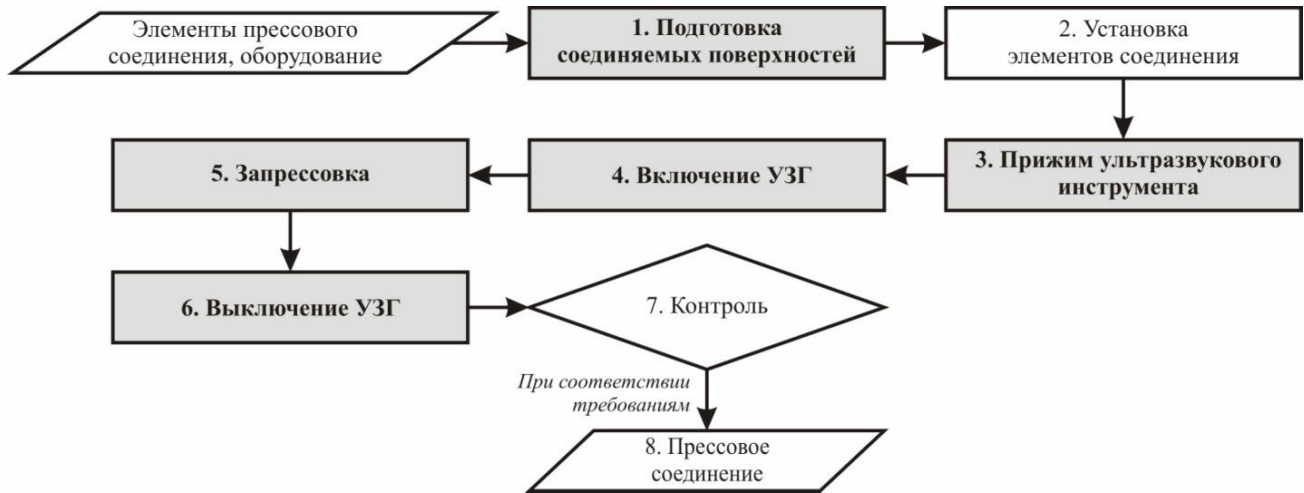 Элементы прессового
соединения, оборудование
1. Подготовка
соединяемых поверхностей
2. Установка
элементов соединения
3. Прижим ультразвукового
инструмента
4. Включение УЗГ
5. Запрессовка
6. Выключение УЗГ
7. Контроль
При соответствии
требованиям
8. Прессовое
соединение